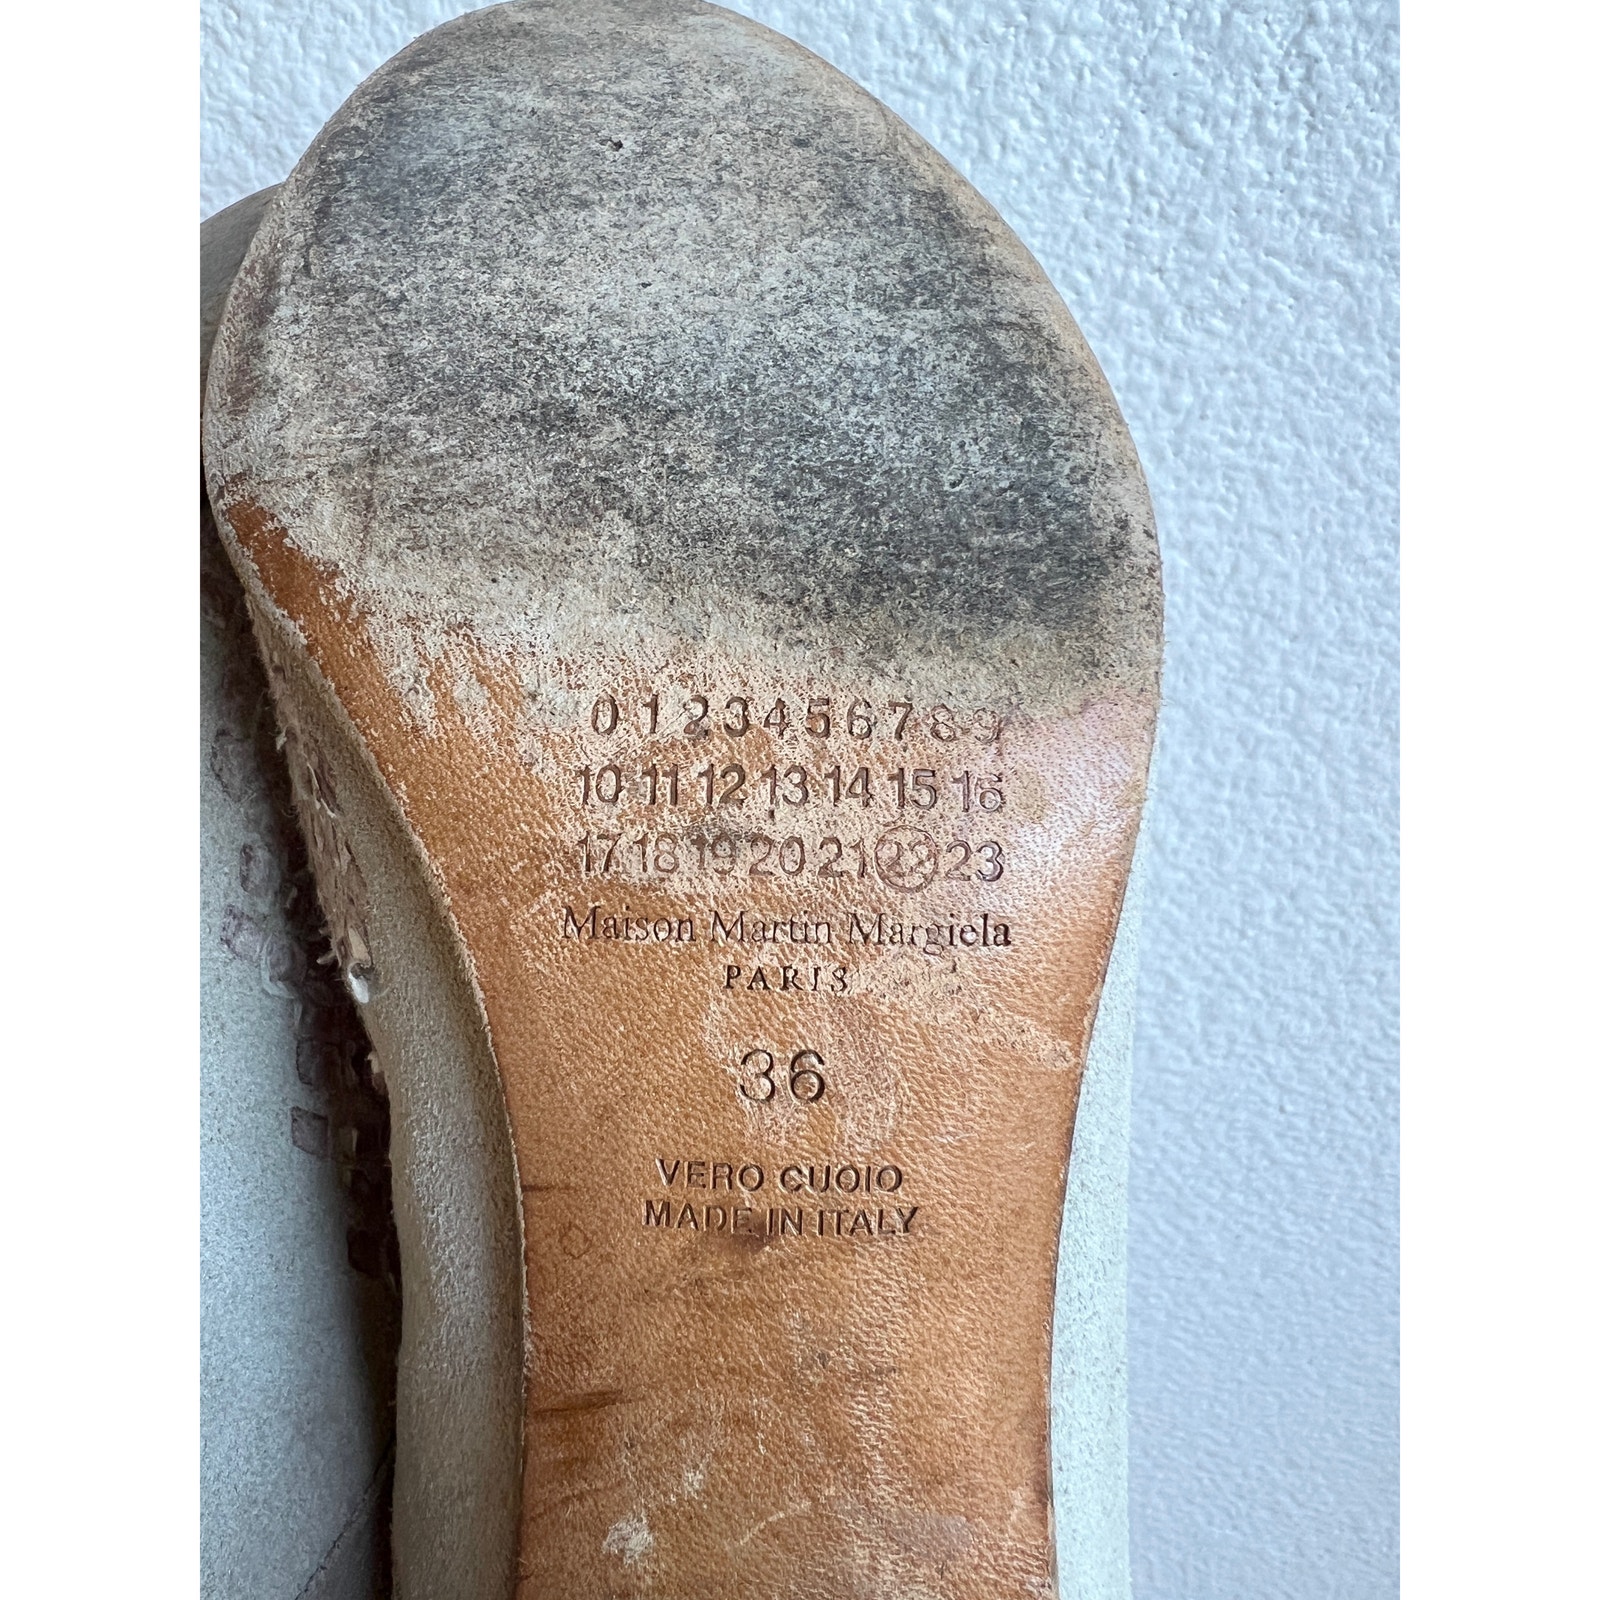 0 1 2 3 4 5 6 7 8 9
10 11 12 13 14 15 16
17 18 19 20 21 22 23
Maison Martin Margiela
PARIS
36
VERO CUOIO
MADE IN ITALY